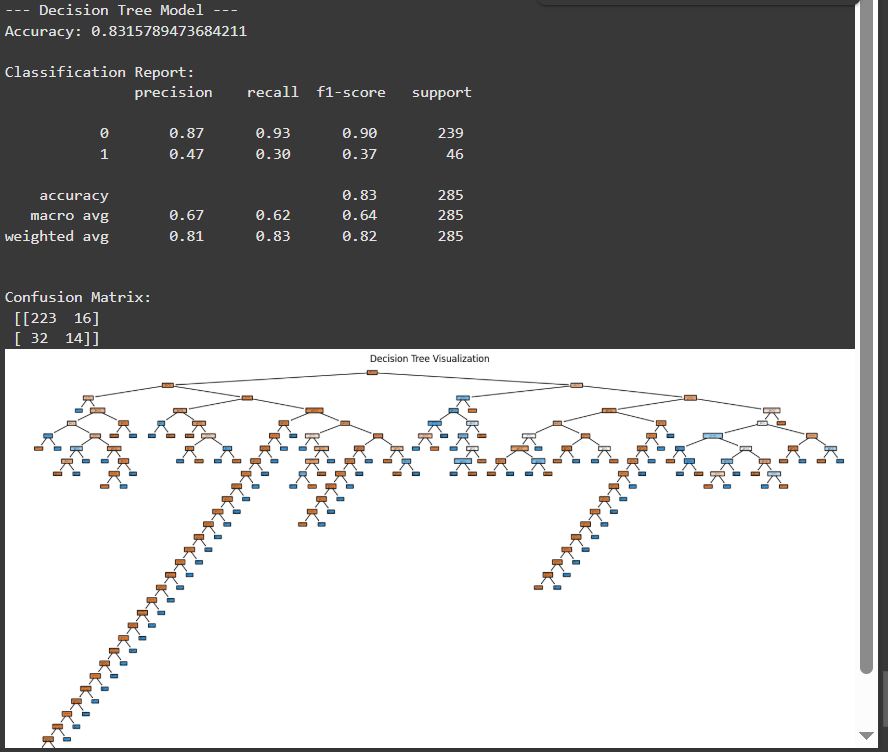 --- Decision Tree Model ---
Accuracy: 0.8315789473684211
Classification Report:
precision recall f1-score support
0 0.87 0.93 0.90 239
1 0.47 0.30 0.37 46
accuracy 0.83 285
macro avg 0.67 0.62 0.64 285
weighted avg 0.81 0.83 0.82 285
Confusion Matrix:
[[223 16]
[ 32 14]]
Decision Tree Visualization